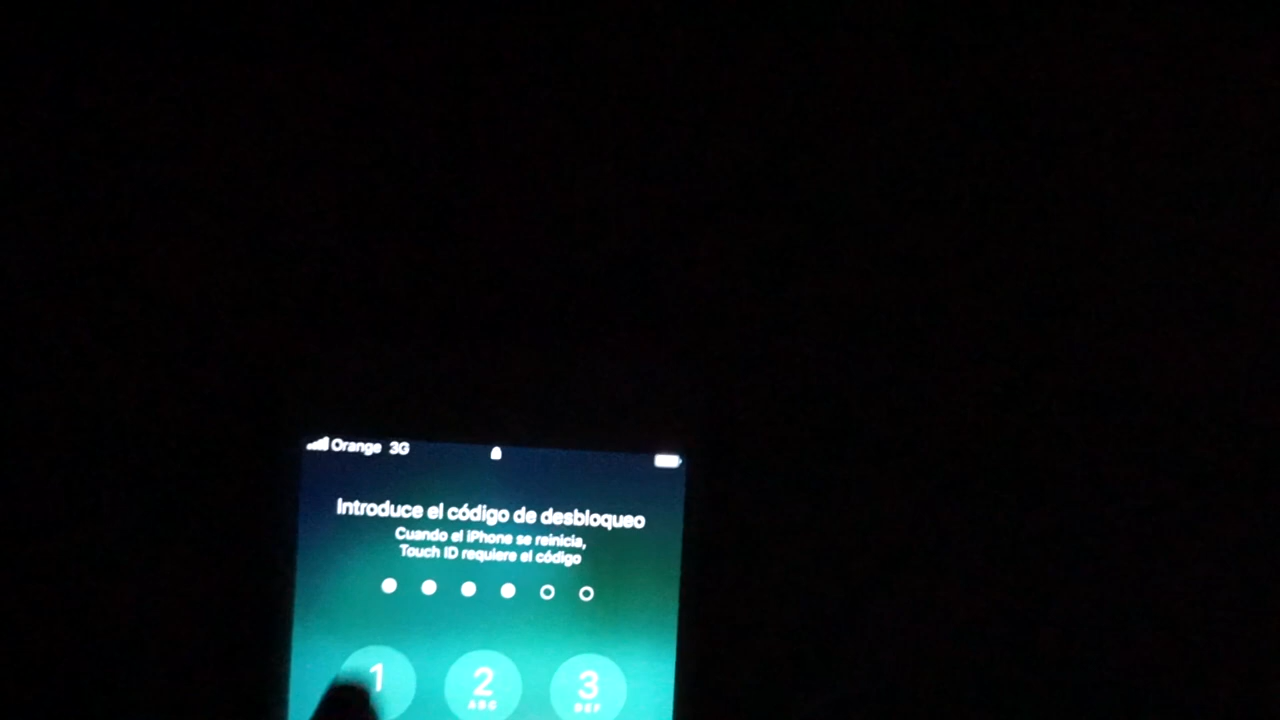 Orange 3G
Introduce el código de desbloqueo
Cuando el iPhone se reinicia,
Touch ID requiere el código
1 2 3
ABC DEF